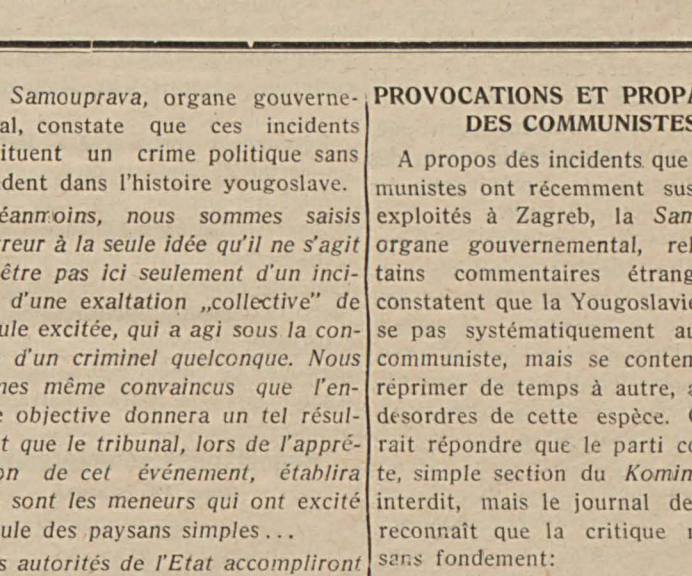 Samouprava, organe gouverne-
al, constate que ces incidents
ituent un crime politique sans
dent dans l'histoire yougoslave.
éanmoins, nous sommes saisis
reur à la seule idée qu'il ne s'agit
être pas ici seulement d'un inci-
d'une exaltation „collective" de
ule excitée, qui a agi sous la con-
d'un criminel quelconque. Nous
nes même convaincus que l'en-
e objective donnera un tel résul-
t que le tribunal, lors de l'appré-
on de cet événement, établira
sont les meneurs qui ont excité
ule des paysans simples...
s autorités de l'Etat accompliront
PROVOCATIONS ET PROPA
DES COMMUNISTES
A propos des incidents que
munistes ont récemment sus
exploités à Zagreb, la Sam
organe gouvernemental, rel
tains commentaires étrang
constatent que la Yougoslavie
se pas systématiquement au
communiste, mais se conten
réprimer de temps à autre, a
désordres de cette espèce.
rait répondre que le parti co
te, simple section du Komin
interdit, mais le journal de
reconnaît que la critique
sans fondement: